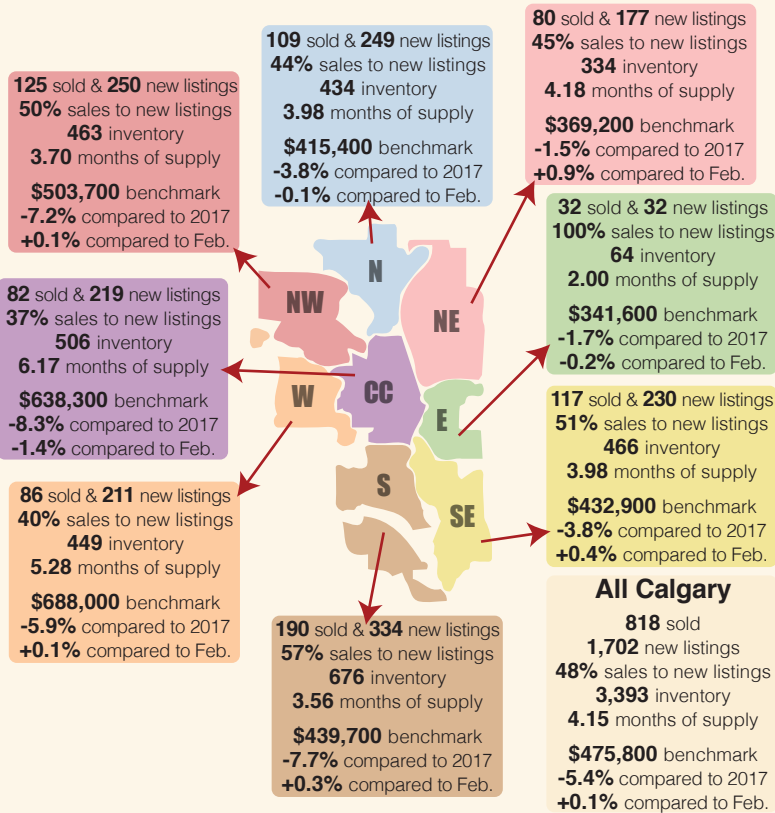 109 sold & 249 new listings
44% sales to new listings
434 inventory
3.98 months of supply
$415,400 benchmark
-3.8% compared to 2017
-0.1% compared to Feb.
80 sold & 177 new listings
45% sales to new listings
334 inventory
4.18 months of supply
$369,200 benchmark
-1.5% compared to 2017
+0.9% compared to Feb.
125 sold & 250 new listings
50% sales to new listings
463 inventory
3.70 months of supply
$503,700 benchmark
-7.2% compared to 2017
+0.1% compared to Feb.
32 sold & 32 new listings
100% sales to new listings
64 inventory
2.00 months of supply
$341,600 benchmark
-1.7% compared to 2017
-0.2% compared to Feb.
N
NW
NE
W
CC
E
S
SE
82 sold & 219 new listings
37% sales to new listings
506 inventory
6.17 months of supply
$638,300 benchmark
-8.3% compared to 2017
-1.4% compared to Feb.
117 sold & 230 new listings
51% sales to new listings
466 inventory
3.98 months of supply
$432,900 benchmark
-3.8% compared to 2017
+0.4% compared to Feb.
86 sold & 211 new listings
40% sales to new listings
449 inventory
5.28 months of supply
$688,000 benchmark
-5.9% compared to 2017
+0.1% compared to Feb.
190 sold & 334 new listings
57% sales to new listings
676 inventory
3.56 months of supply
$439,700 benchmark
-7.7% compared to 2017
+0.3% compared to Feb.
All Calgary
818 sold
1,702 new listings
48% sales to new listings
3,393 inventory
4.15 months of supply
$475,800 benchmark
-5.4% compared to 2017
+0.1% compared to Feb.